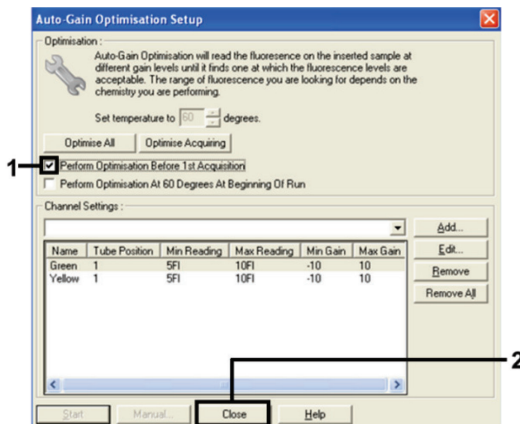 Auto-Gain Optimisation Setup
Optimisation :
Auto-Gain Optimisation will read the fluoresence on the inserted sample at
different gain levels until it finds one at which the fluorescence levels are
acceptable. The range of fluorescence you are looking for depends on the
chemistry you are performing.
Set temperature to 60 degrees.
Optimise All Optimise Acquiring
1
Perform Optimisation Before 1st Acquisition
Perform Optimisation At 60 Degrees At Beginning Of Run
Channel Settings :
Add...
Name Tube Position Min Reading Max Reading Min Gain Max Gain Edit...
Green 1 5Fl 10Fl -10 10
Yellow 1 5Fl 10Fl -10 10
Remove
Remove All
2
Start Manual... Close Help